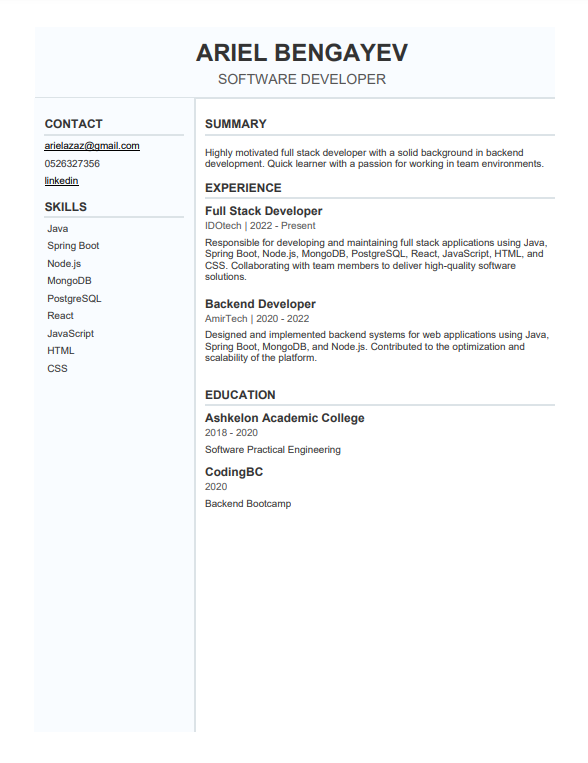 ARIEL BENGAYEV
SOFTWARE DEVELOPER
CONTACT
arielazaz@gmail.com
0526327356
linkedin
SKILLS
Java
Spring Boot
Node.js
MongoDB
PostgreSQL
React
JavaScript
HTML
CSS
SUMMARY
Highly motivated full stack developer with a solid background in backend
development. Quick learner with a passion for working in team environments.
EXPERIENCE
Full Stack Developer
IDOtech | 2022 - Present
Responsible for developing and maintaining full stack applications using Java,
Spring Boot, Node.js, MongoDB, PostgreSQL, React, JavaScript, HTML, and
CSS. Collaborating with team members to deliver high-quality software
solutions.
Backend Developer
AmirTech | 2020 - 2022
Designed and implemented backend systems for web applications using Java,
Spring Boot, MongoDB, and Node.js. Contributed to the optimization and
scalability of the platform.
EDUCATION
Ashkelon Academic College
2018 - 2020
Software Practical Engineering
CodingBC
2020
Backend Bootcamp